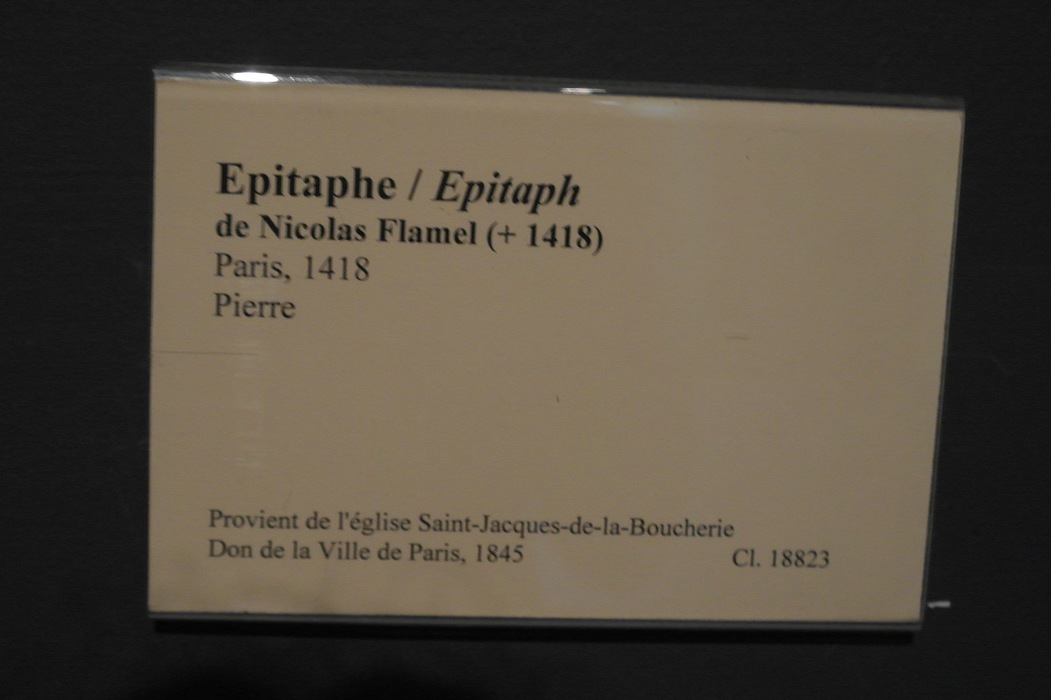 Epitaphe / Epitaph
de Nicolas Flamel (+ 1418)
Paris, 1418
Pierre
Provient de l'église Saint-Jacques-de-la-Boucherie
Don de la Ville de Paris, 1845
Cl. 18823